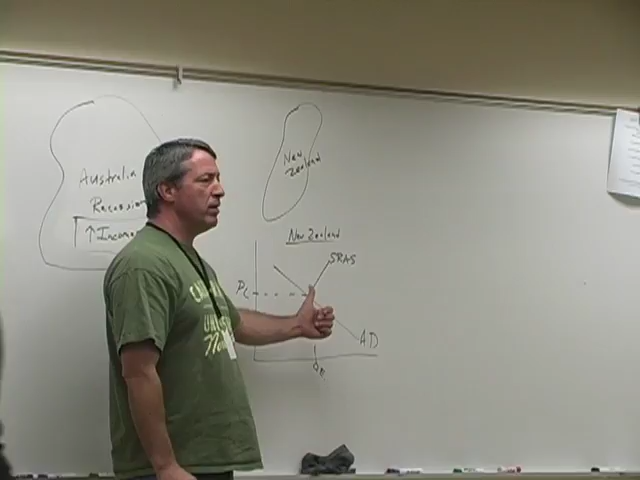 Australia
Recession
↑Income
New
Zealand
New Zealand
SRAS
AD